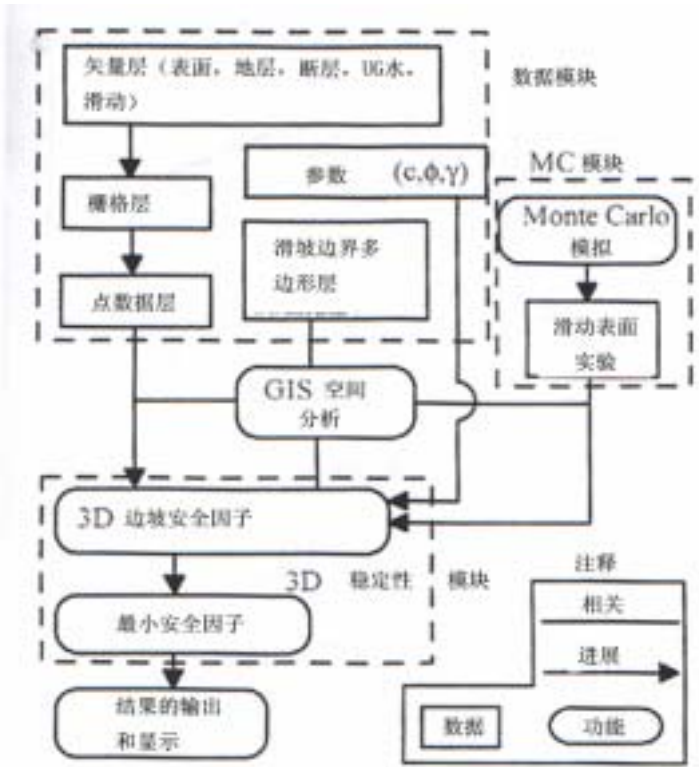 矢量层（表面，地层，断层，UG水，
滑动）
数据模块
参数 (c,ϕ,γ)
MC 模块
栅格层
Monte Carlo
模拟
滑坡边界多
边形层
点数据层
滑动表面
实验
GIS 空间
分析
3D 边坡安全因子
3D 稳定性 模块
注释
相关
最小安全因子
进展
结果的输出
和显示
数据
功能